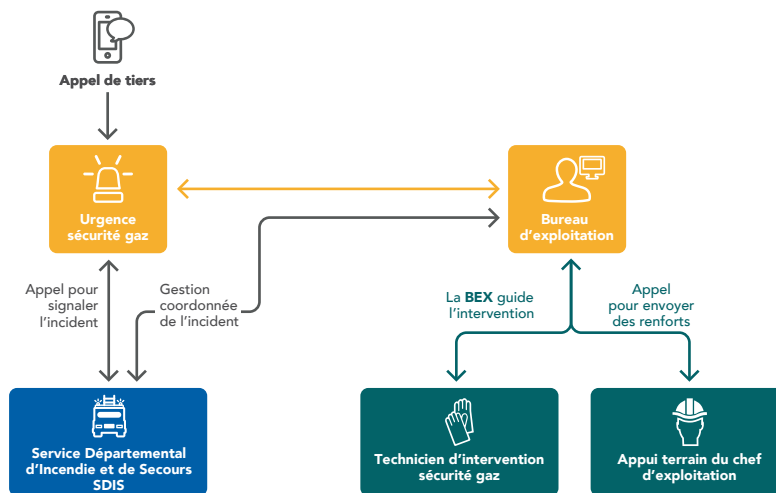 Appel de tiers
Urgence
sécurité gaz
Bureau
d'exploitation
Appel pour
signaler
l'incident
Gestion
coordonnée
de l'incident
La BEX guide
l'intervention
Appel
pour envoyer
des renforts
Service Départemental
d'Incendie et de Secours
SDIS
Technicien d'intervention
sécurité gaz
Appui terrain du chef
d'exploitation